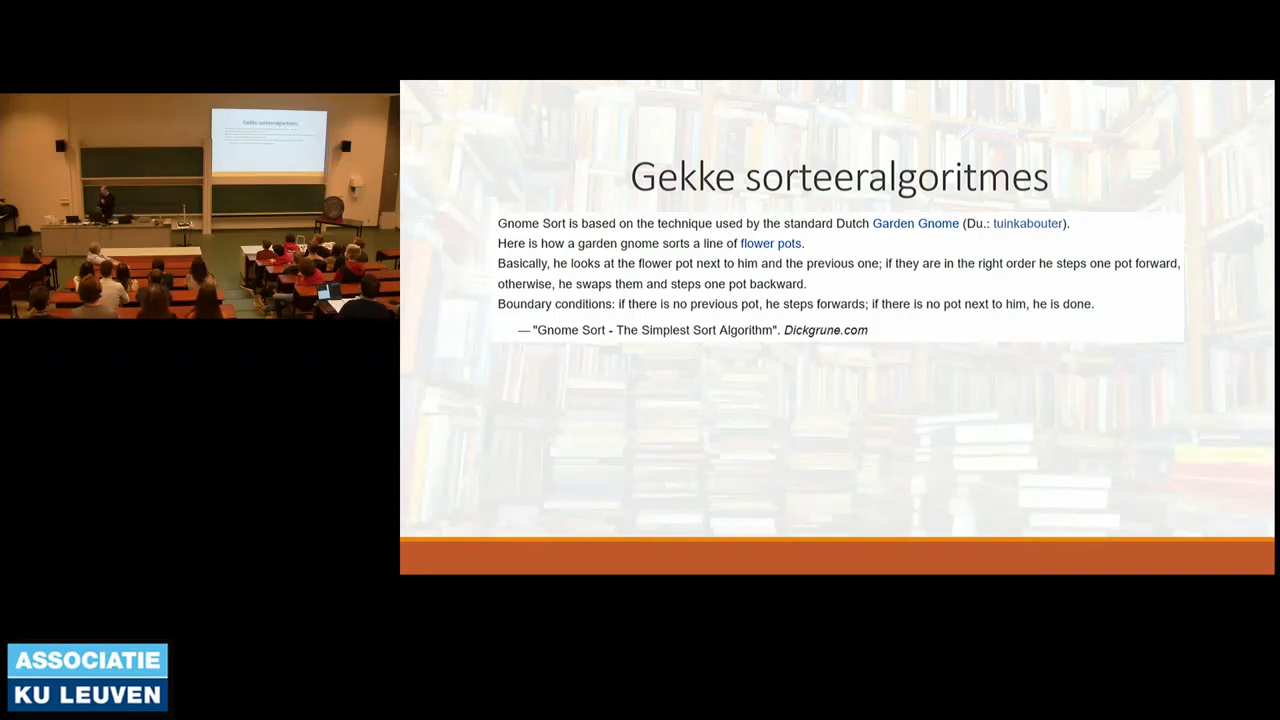 Gekke sorteeralgoritmes
Gekke sorteeralgoritmes
Gnome Sort is based on the technique used by the standard Dutch Garden Gnome (Du.: tuinkabouter).
Here is how a garden gnome sorts a line of flower pots.
Basically, he looks at the flower pot next to him and the previous one; if they are in the right order he steps one pot forward,
otherwise, he swaps them and steps one pot backward.
Boundary conditions: if there is no previous pot, he steps forwards; if there is no pot next to him, he is done.
— "Gnome Sort - The Simplest Sort Algorithm". Dickgrune.com
ASSOCIATIE
KU LEUVEN